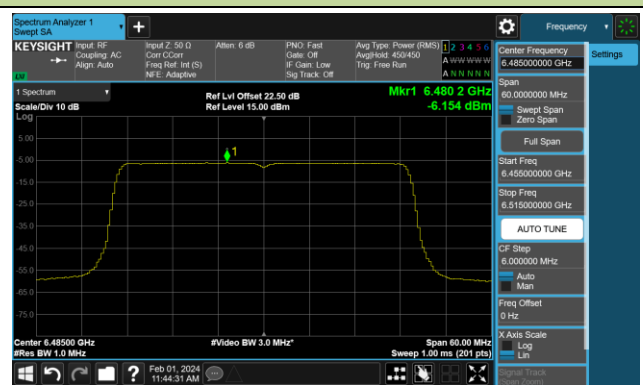 Spectrum Analyzer 1
Swept SA
+
Frequency
KEYSIGHT
Input: RF
Coupling: AC
Align: Auto
Input Z: 50 Ω
Corr CCorr
Freq Ref: Int (S)
NFE: Adaptive
Atten: 6 dB
PNO: Fast
Gate: Off
IF Gain: Low
Sig Track: Off
Avg Type: Power (RMS)
Avg|Hold: 450/450
Trig: Free Run
1 2 3 4 5 6
A W W W W W
A N N N N N
LW
1 Spectrum
Scale/Div 10 dB
Log
Ref Lvl Offset 22.50 dB
Ref Level 15.00 dBm
Mkr1 6.480 2 GHz
-6.154 dBm
1
5.00
-5.00
-15.0
-25.0
-35.0
-45.0
-55.0
-65.0
-75.0
Center 6.48500 GHz
#Res BW 1.0 MHz
#Video BW 3.0 MHz*
Span 60.00 MHz
Sweep 1.00 ms (201 pts)
Center Frequency
6.485000000 GHz
Settings
Span
60.0000000 MHz
Swept Span
Zero Span
Full Span
Start Freq
6.455000000 GHz
Stop Freq
6.515000000 GHz
AUTO TUNE
CF Step
6.000000 MHz
Auto
Man
Freq Offset
0 Hz
X Axis Scale
Log
Lin
Signal Track
(Span Zoom)
?
Feb 01, 2024
11:44:31 AM